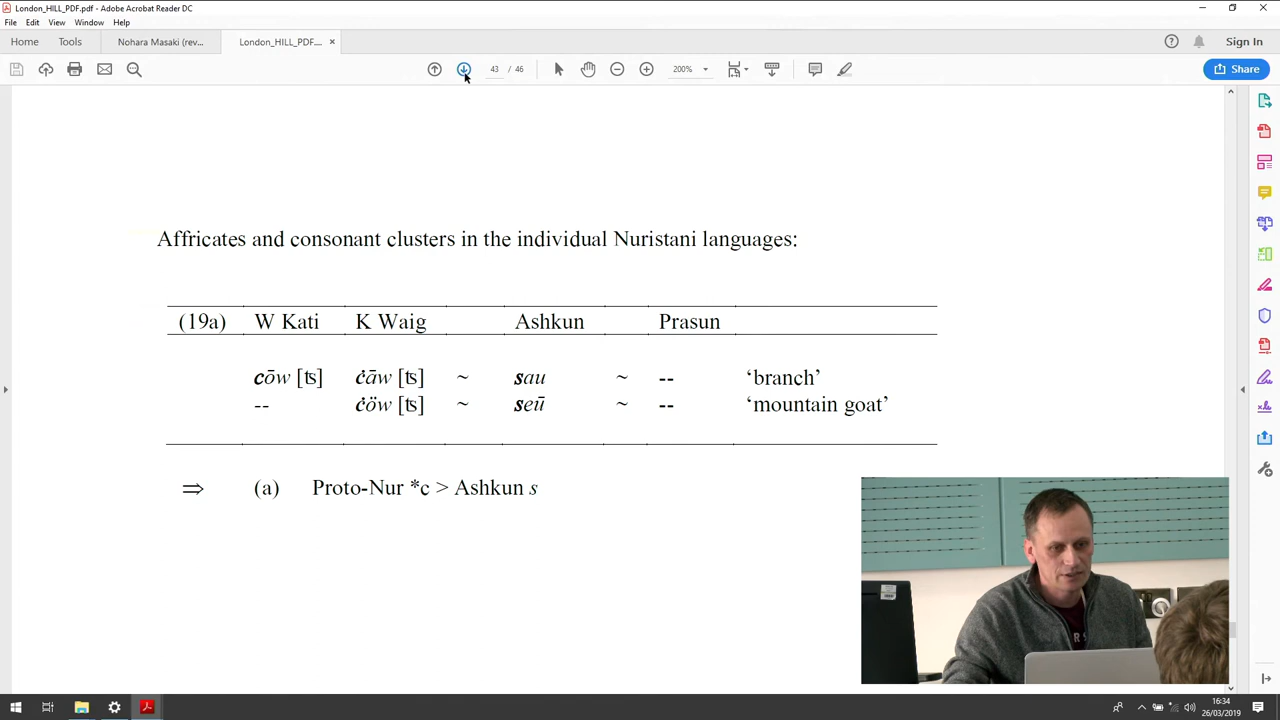 London_HILL_PDF.pdf - Adobe Acrobat Reader DC
File Edit View Window Help
Home Tools Nohara Masaki (rev... London_HILL_PDF.... × Sign In
43 / 46 200% Share
Affricates and consonant clusters in the individual Nuristani languages:
(19a) W Kati K Waig Ashkun Prasun
cōw [ʦ] ċ́āw [ʦ] ~ sau ~ -- ‘branch’
-- ċ́öw [ʦ] ~ seū ~ -- ‘mountain goat’
⇒ (a) Proto-Nur *c > Ashkun s
16:34
26/03/2019